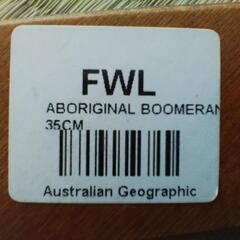 FWL
ABORIGINAL BOOMERAN
35CM
Australian Geographic